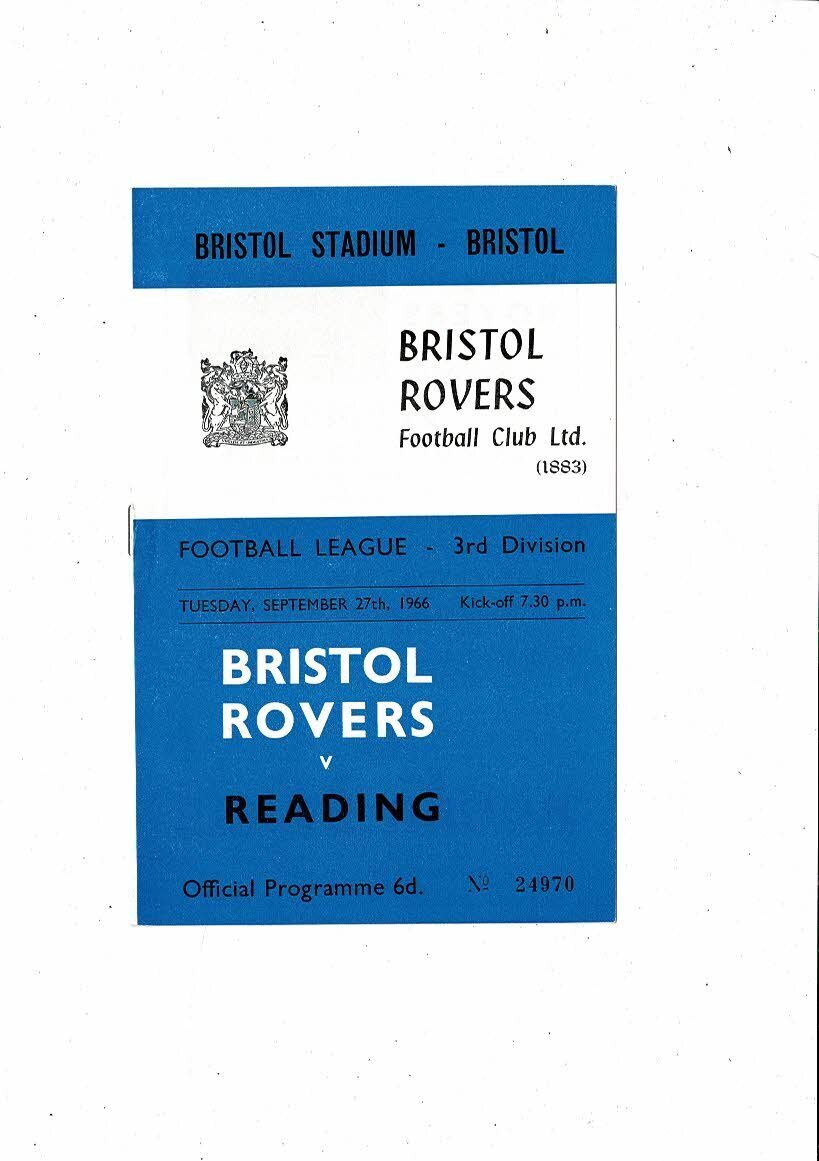 BRISTOL STADIUM - BRISTOL
BRISTOL
ROVERS
Football Club Ltd.
(1883)
FOOTBALL LEAGUE - 3rd Division
TUESDAY, SEPTEMBER 27th, 1966 Kick-off 7.30 p.m.
BRISTOL
ROVERS
v
READING
Official Programme 6d. Nº 24970